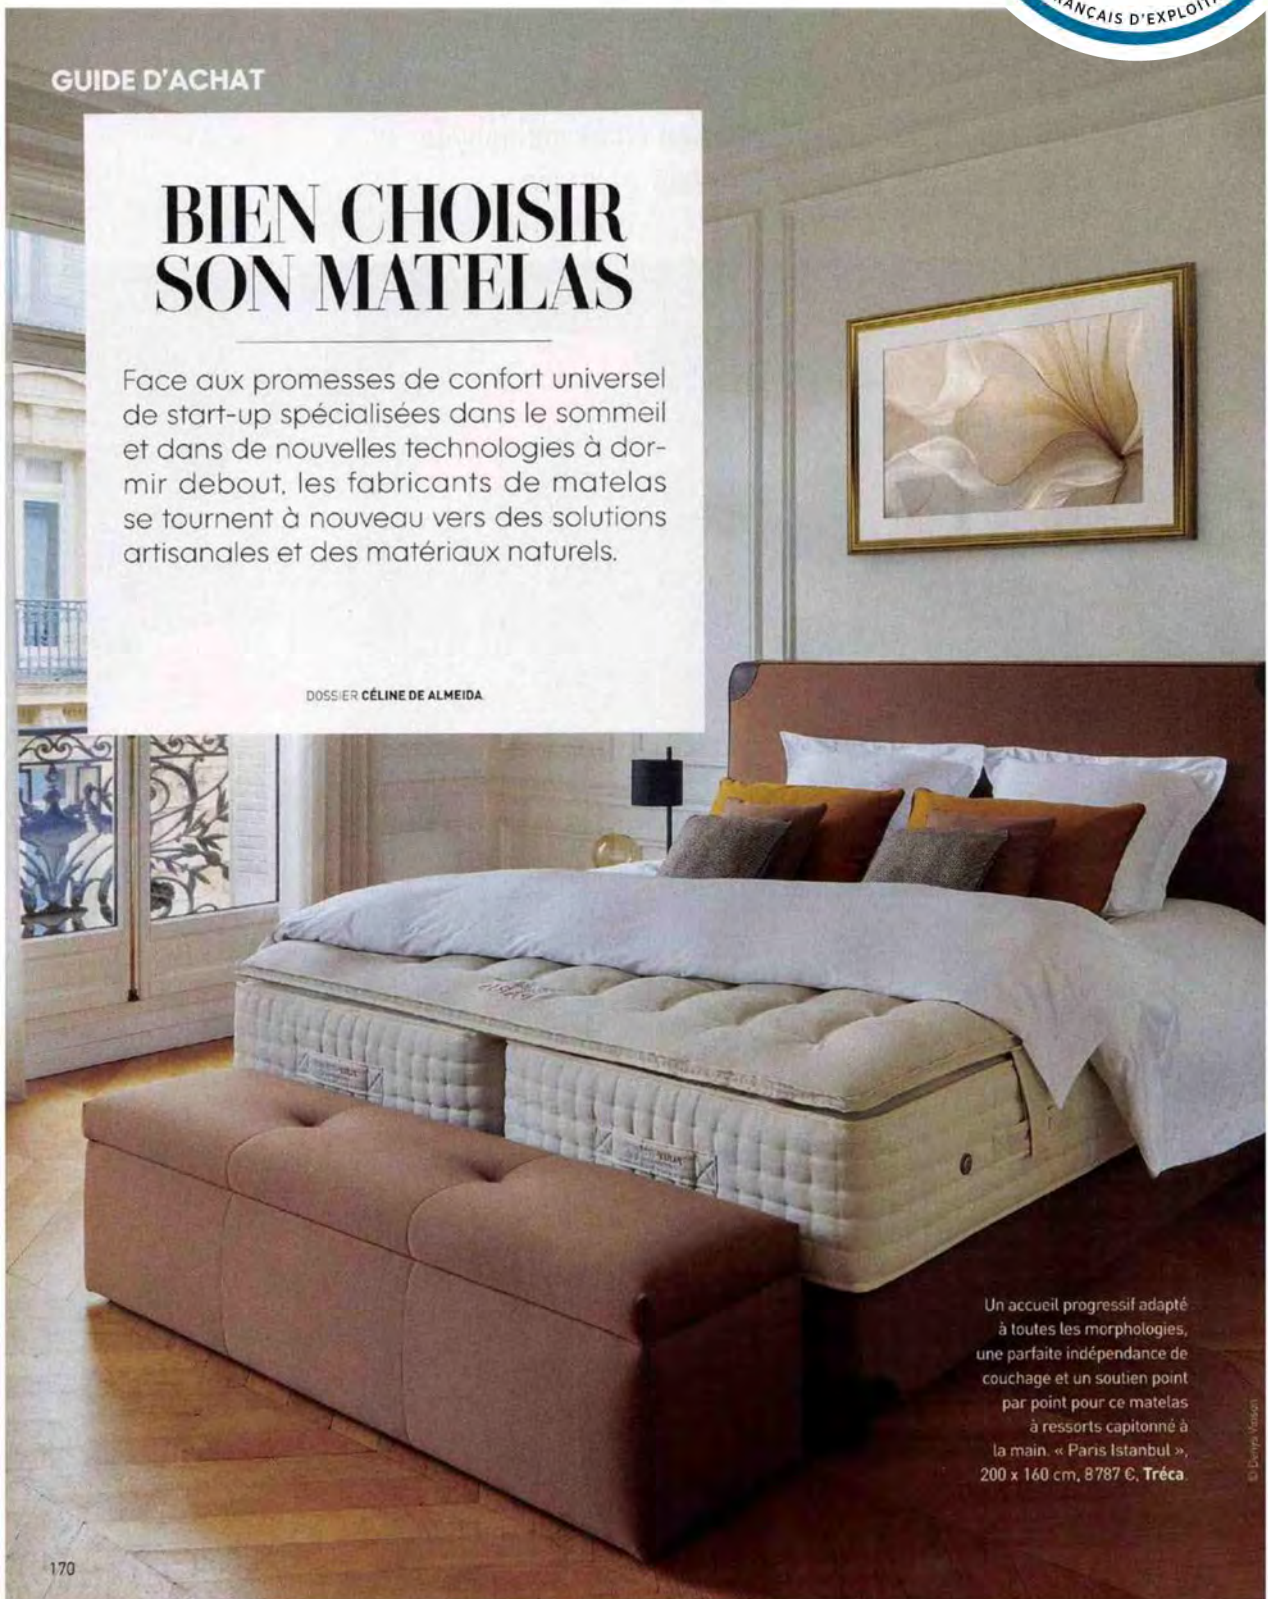 FRANÇAIS D'EXPLOIT
GUIDE D'ACHAT
BIEN CHOISIR
SON MATELAS
Face aux promesses de confort universel
de start-up spécialisées dans le sommeil
et dans de nouvelles technologies à dor-
mir debout, les fabricants de matelas
se tournent à nouveau vers des solutions
artisanales et des matériaux naturels.
DOSSIER CÉLINE DE ALMEIDA
Un accueil progressif adapté
à toutes les morphologies,
une parfaite indépendance de
couchage et un soutien point
par point pour ce matelas
à ressorts capitonné à
la main. « Paris Istanbul »,
200 x 160 cm, 8787 €, Tréca.
170